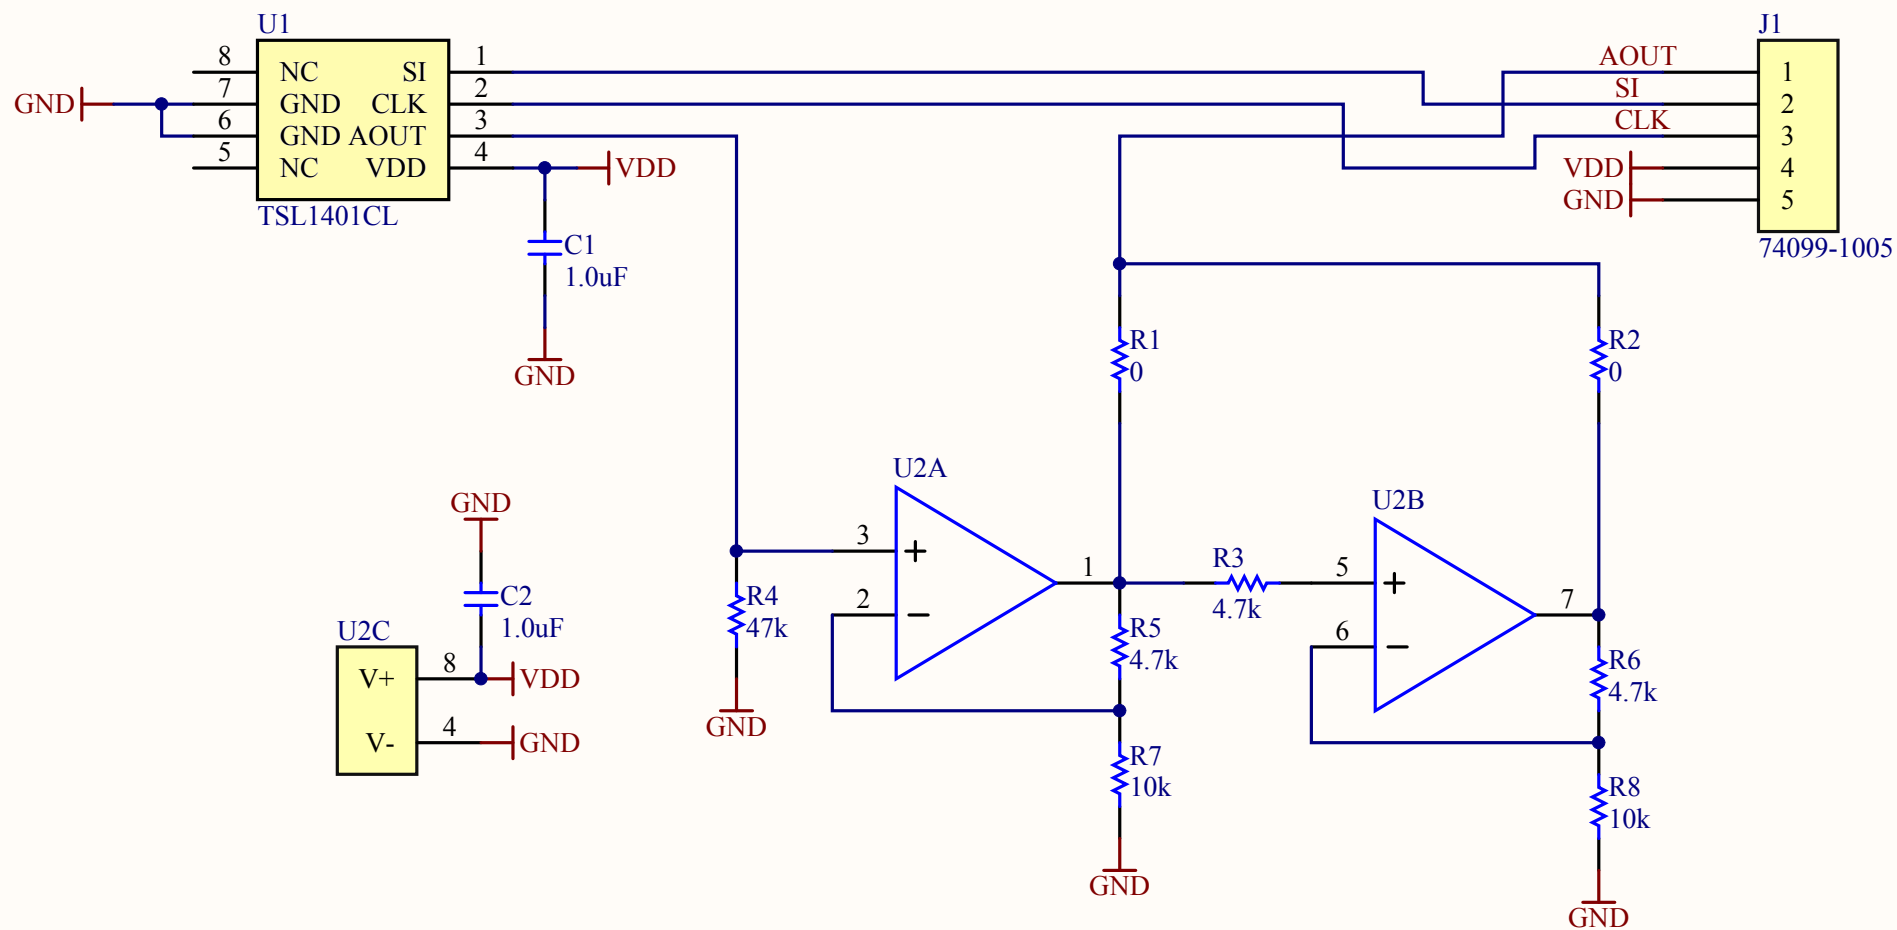 U1
8 NC SI 1
GND 7 GND CLK 2
6 GND AOUT 3
5 NC VDD 4 VDD
TSL1401CL
C1
1.0uF
GND
J1
AOUT 1
SI 2
CLK 3
VDD 4
GND 5
74099-1005
R1
0
R2
0
GND
C2
1.0uF
U2C
V+ 8 VDD
V- 4 GND
R4
47k
GND
U2A
3 +
2 −
1
R5
4.7k
R7
10k
GND
R3
4.7k
U2B
5 +
6 −
7
R6
4.7k
R8
10k
GND